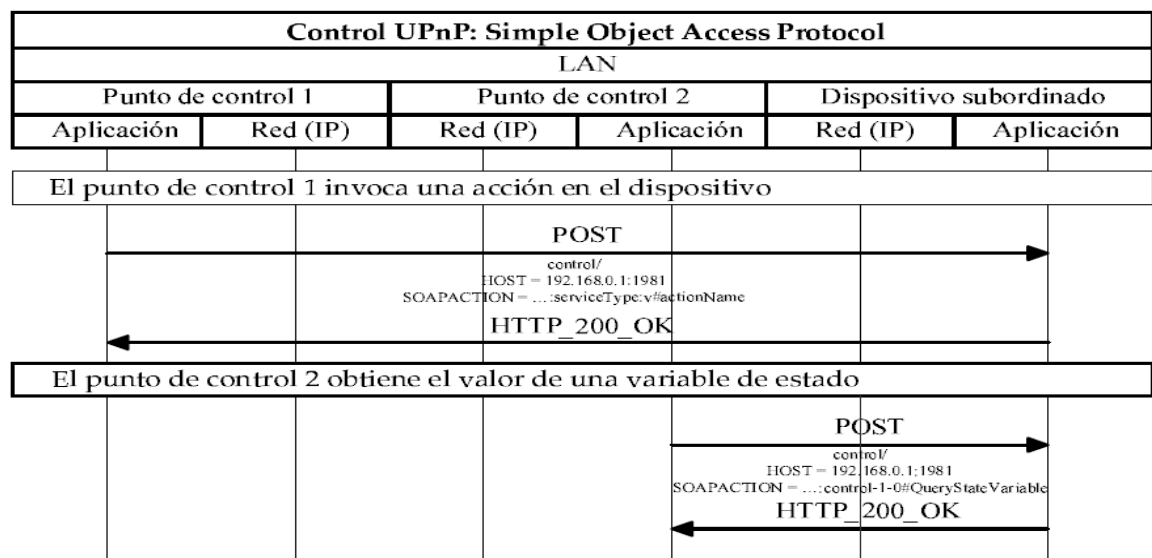 Control UPnP: Simple Object Access Protocol
LAN
Punto de control 1 Punto de control 2 Dispositivo subordinado
Aplicación Red (IP) Red (IP) Aplicación Red (IP) Aplicación
El punto de control 1 invoca una acción en el dispositivo
POST
control/
HOST = 192.168.0.1:1981
SOAPACTION = ...:serviceType:v#actionName
HTTP_200_OK
El punto de control 2 obtiene el valor de una variable de estado
POST
control/
HOST = 192.168.0.1:1981
SOAPACTION = ...:control-1-0#QueryStateVariable
HTTP_200_OK